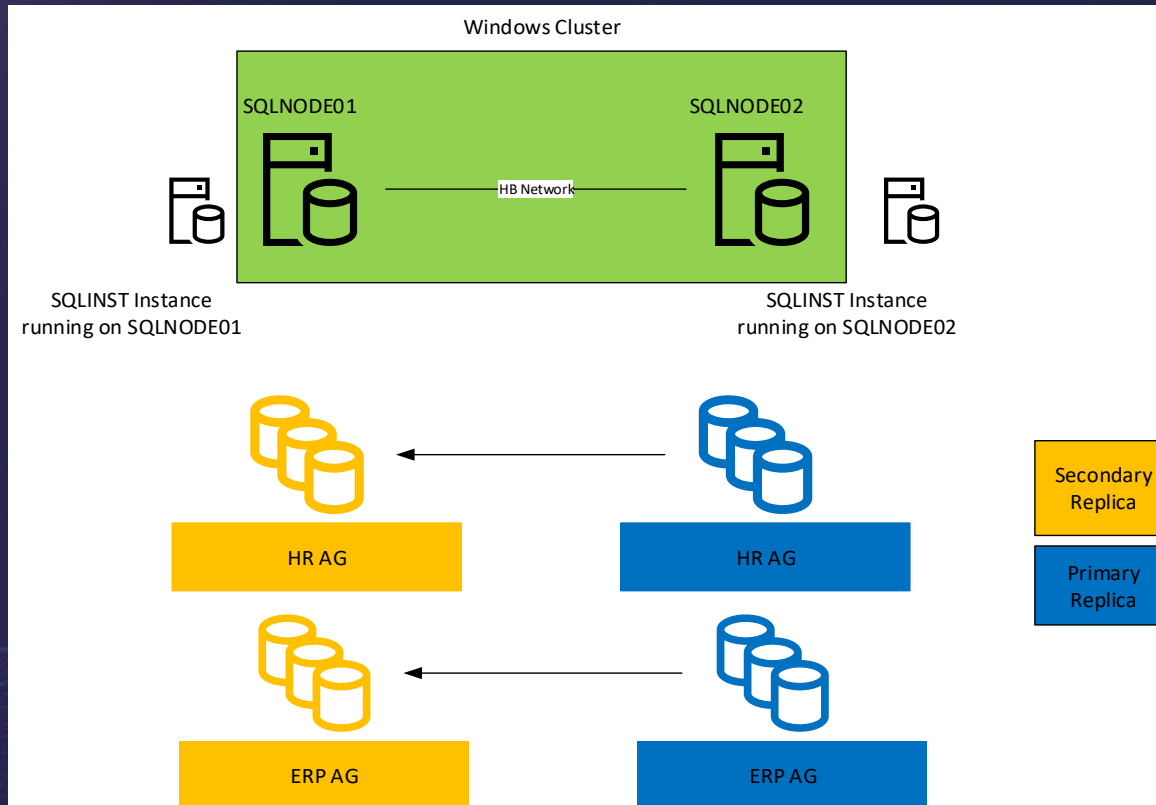 Windows Cluster
SQLNODE01
SQLNODE02
HB Network
SQLINST Instance
running on SQLNODE01
SQLINST Instance
running on SQLNODE02
Secondary
Replica
HR AG
HR AG
Primary
Replica
ERP AG
ERP AG